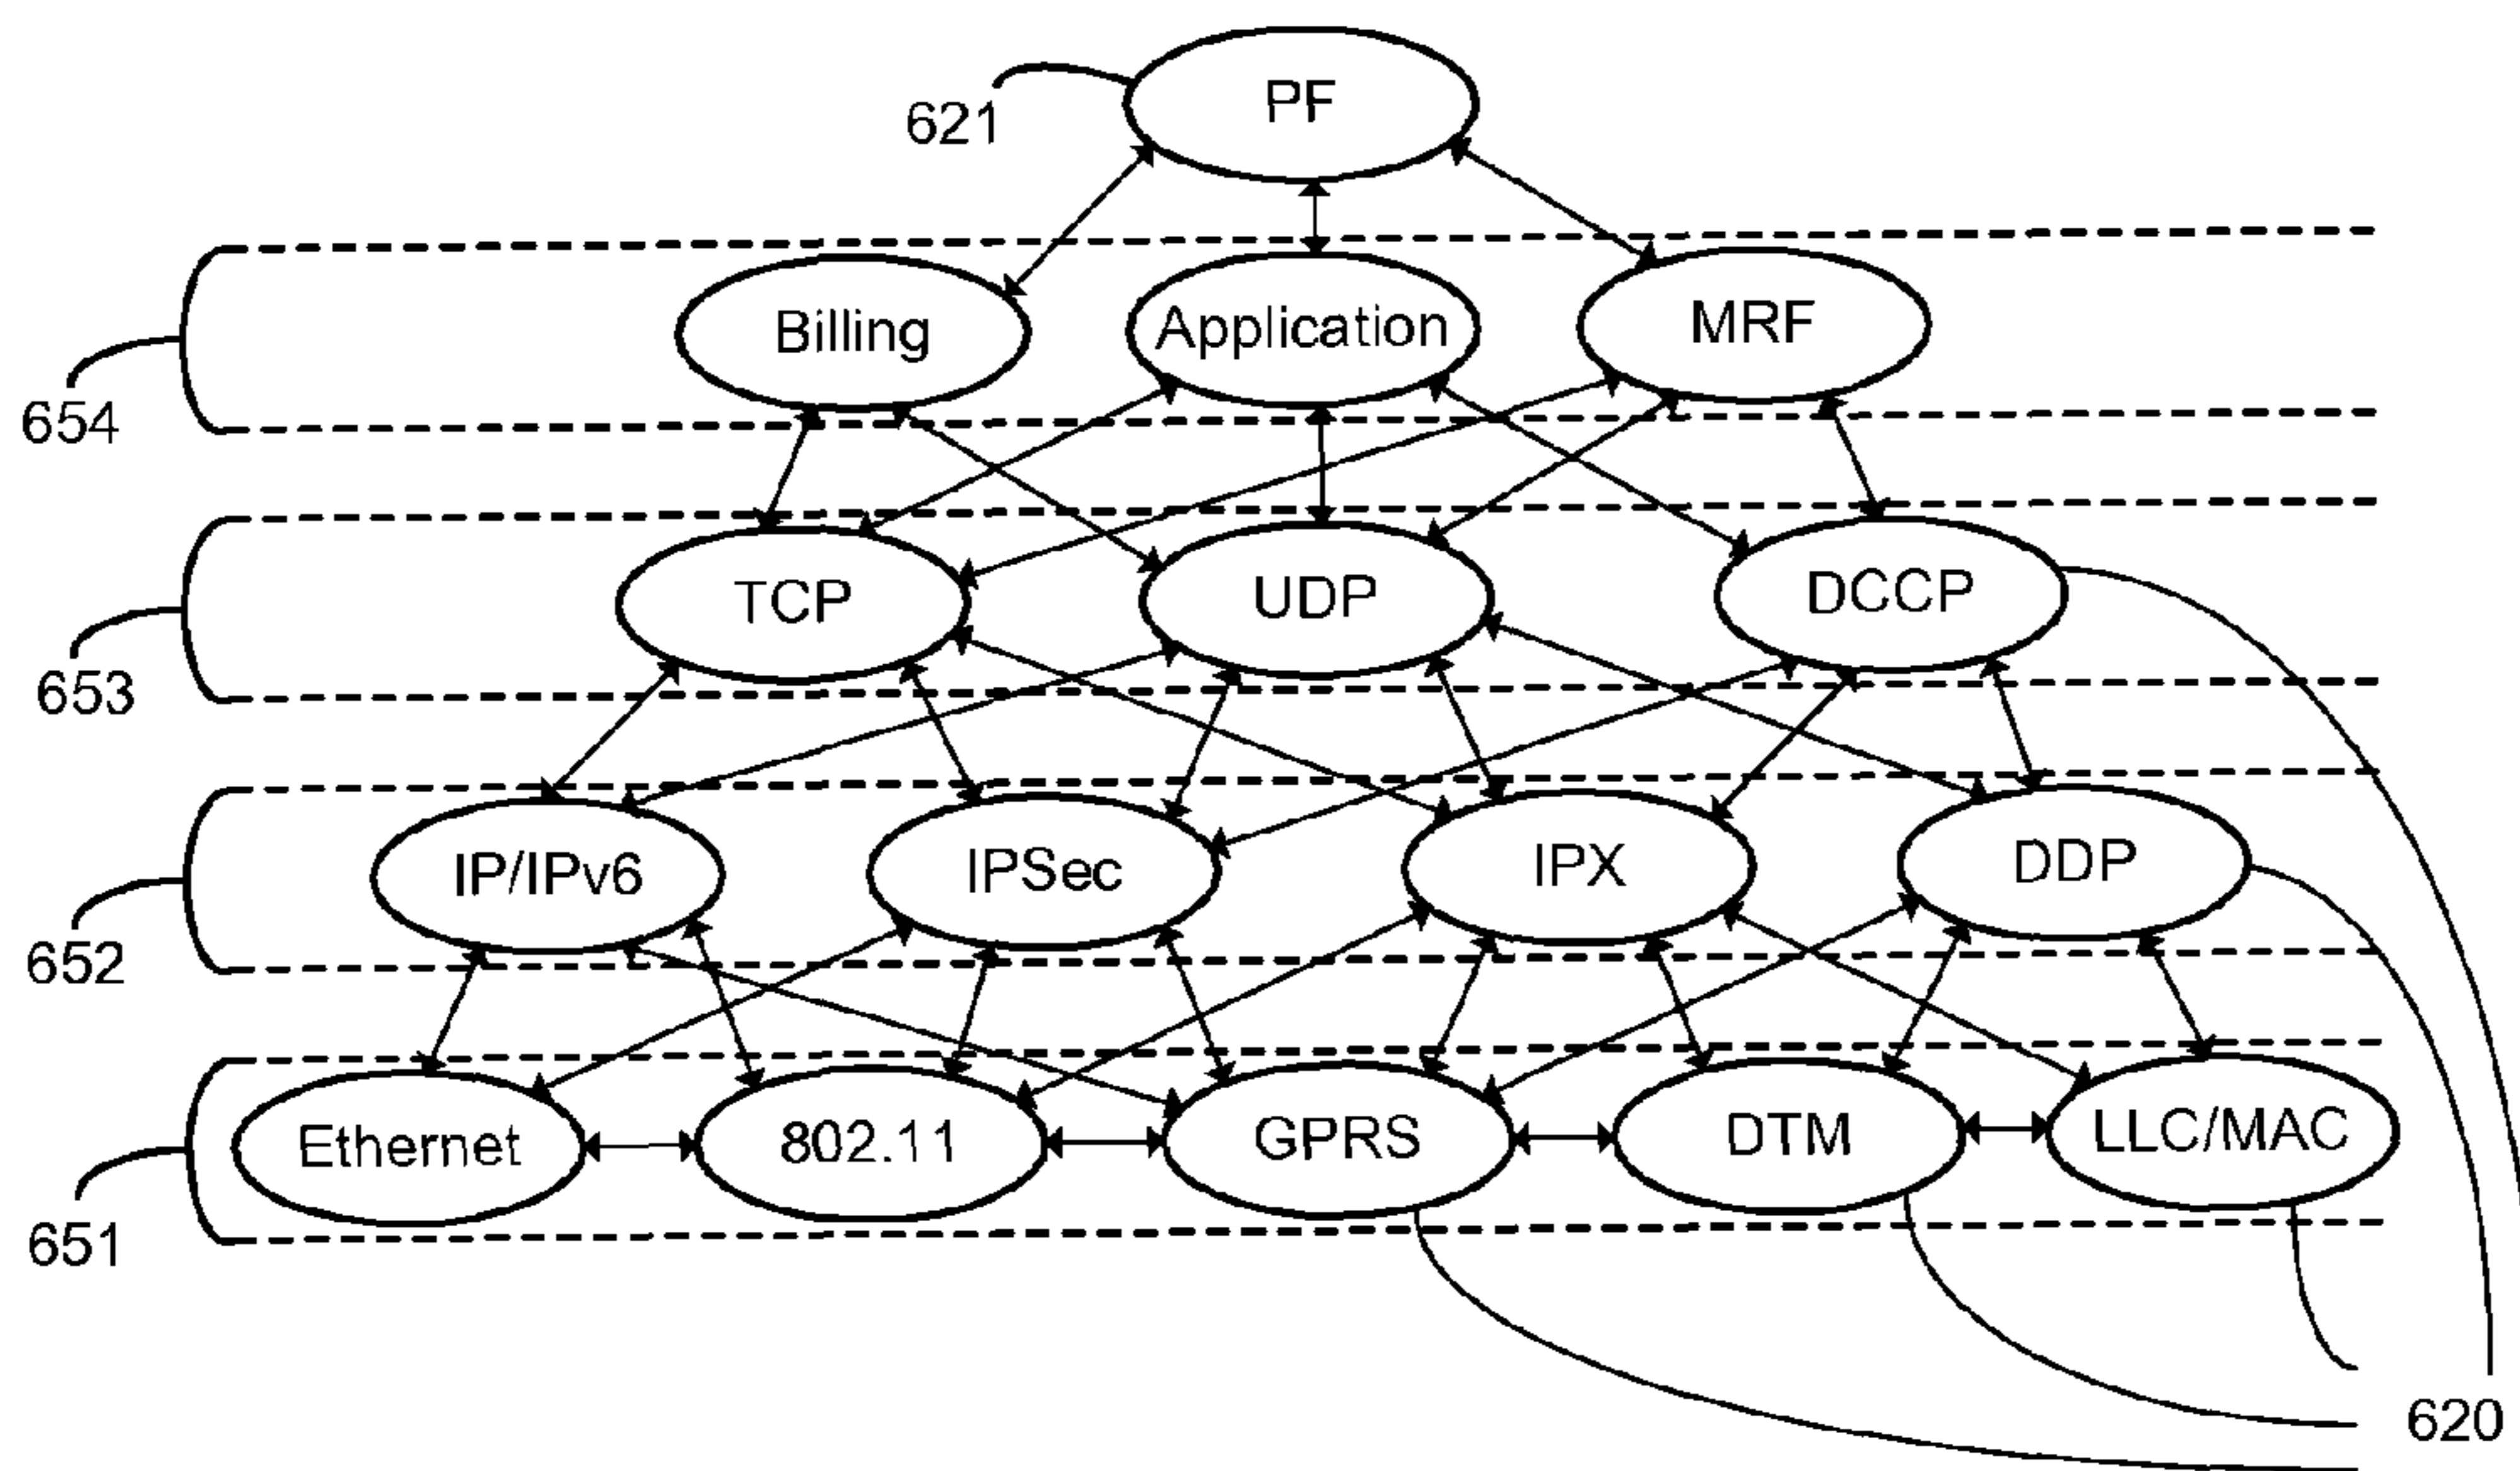 PF
621
Billing
Application
MRF
654
TCP
UDP
DCCP
653
IP/IPv6
IPSec
IPX
DDP
652
Ethernet
802.11
GPRS
DTM
LLC/MAC
651
620